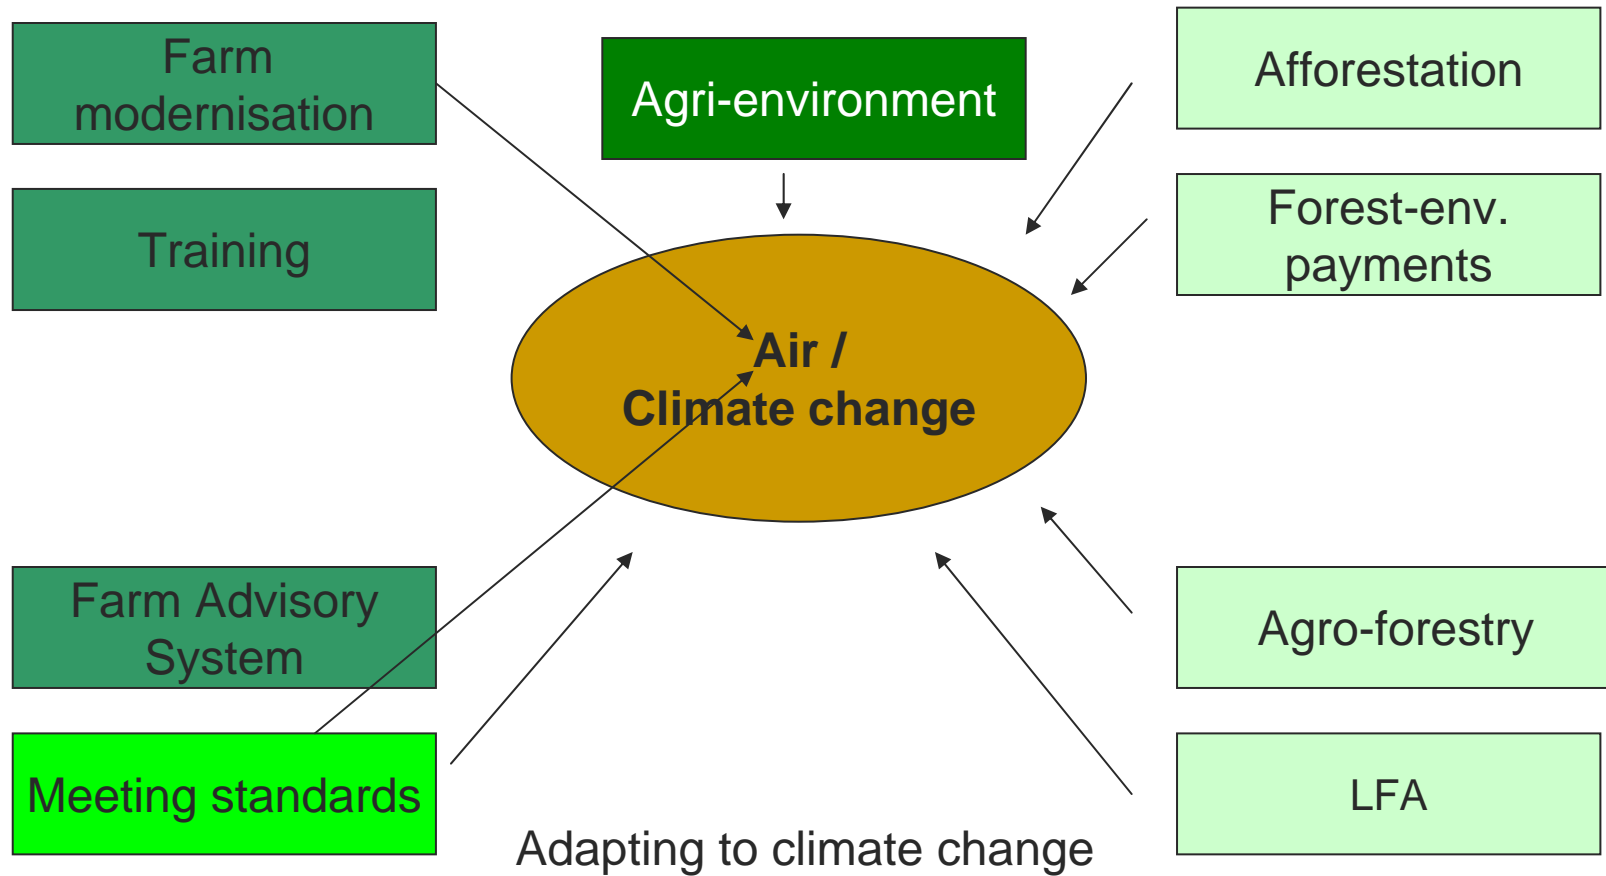 Farm
modernisation
Agri-environment
Afforestation
Training
Forest-env.
payments
Air /
Climate change
Farm Advisory
System
Agro-forestry
Meeting standards
LFA
Adapting to climate change